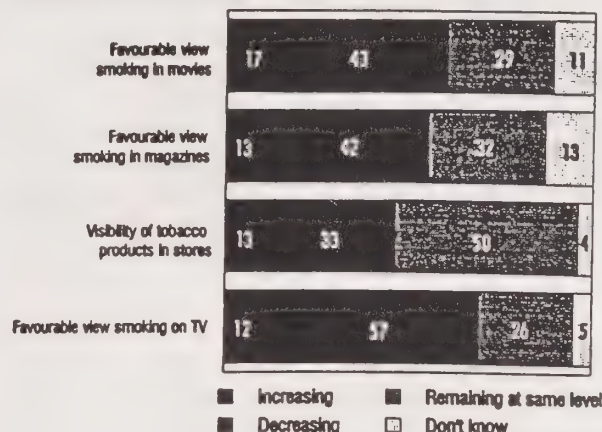 Favourable view
smoking in movies
17 43 29 11
Favourable view
smoking in magazines
13 42 32 13
Visibility of tobacco
products in stores
13 33 50 4
Favourable view smoking on TV
12 57 26 5
Increasing Remaining at same level
Decreasing Don't know